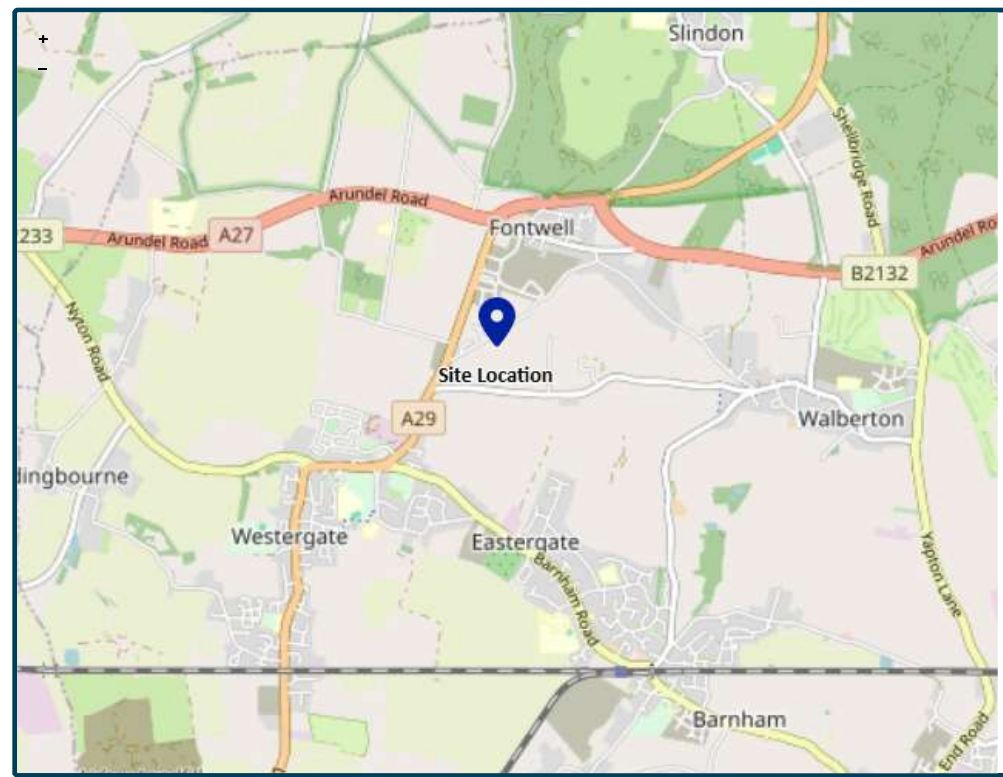 +
−
Slindon
Shellbridge Road
Arundel Road
Fontwell
233
Arundel Road
A27
Arundel Ro
B2132
Nyton Road
Site Location
A29
Walberton
dingbourne
Westergate
Eastergate
Barnham Road
Yapton Lane
Barnham
End Road